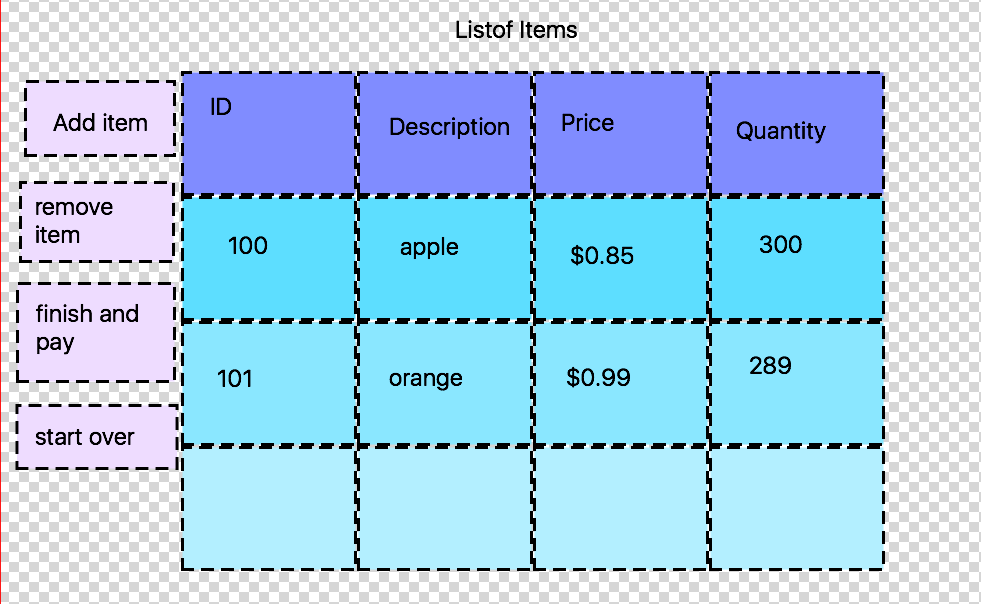 Listof Items
Add item
remove
item
finish and
pay
start over
ID Description Price Quantity
100 apple $0.85 300
101 orange $0.99 289